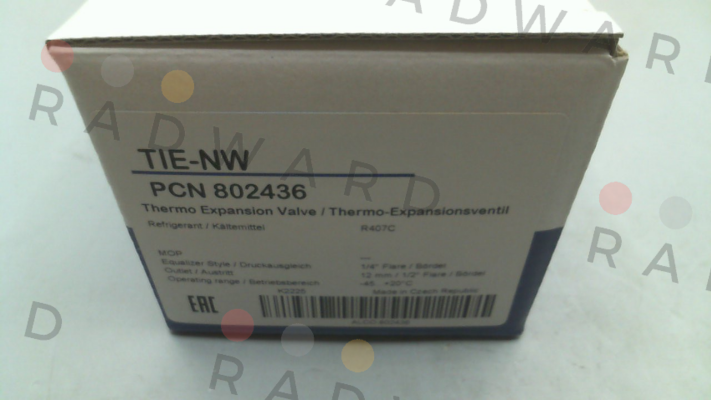 TIE-NW
PCN 802436
Thermo Expansion Valve / Thermo-Expansionsventil
Refrigerant / Kältemittel R407C
MOP ---
Equalizer Style / Druckausgleich 1/4" Flare / Bördel
Outlet / Austritt 12 mm / 1/2" Flare / Bördel
Operating range / Betriebsbereich -45...+20°C
K2025 Made in Czech Republic
EAC
RADWARD
RADWARD
RADWARD